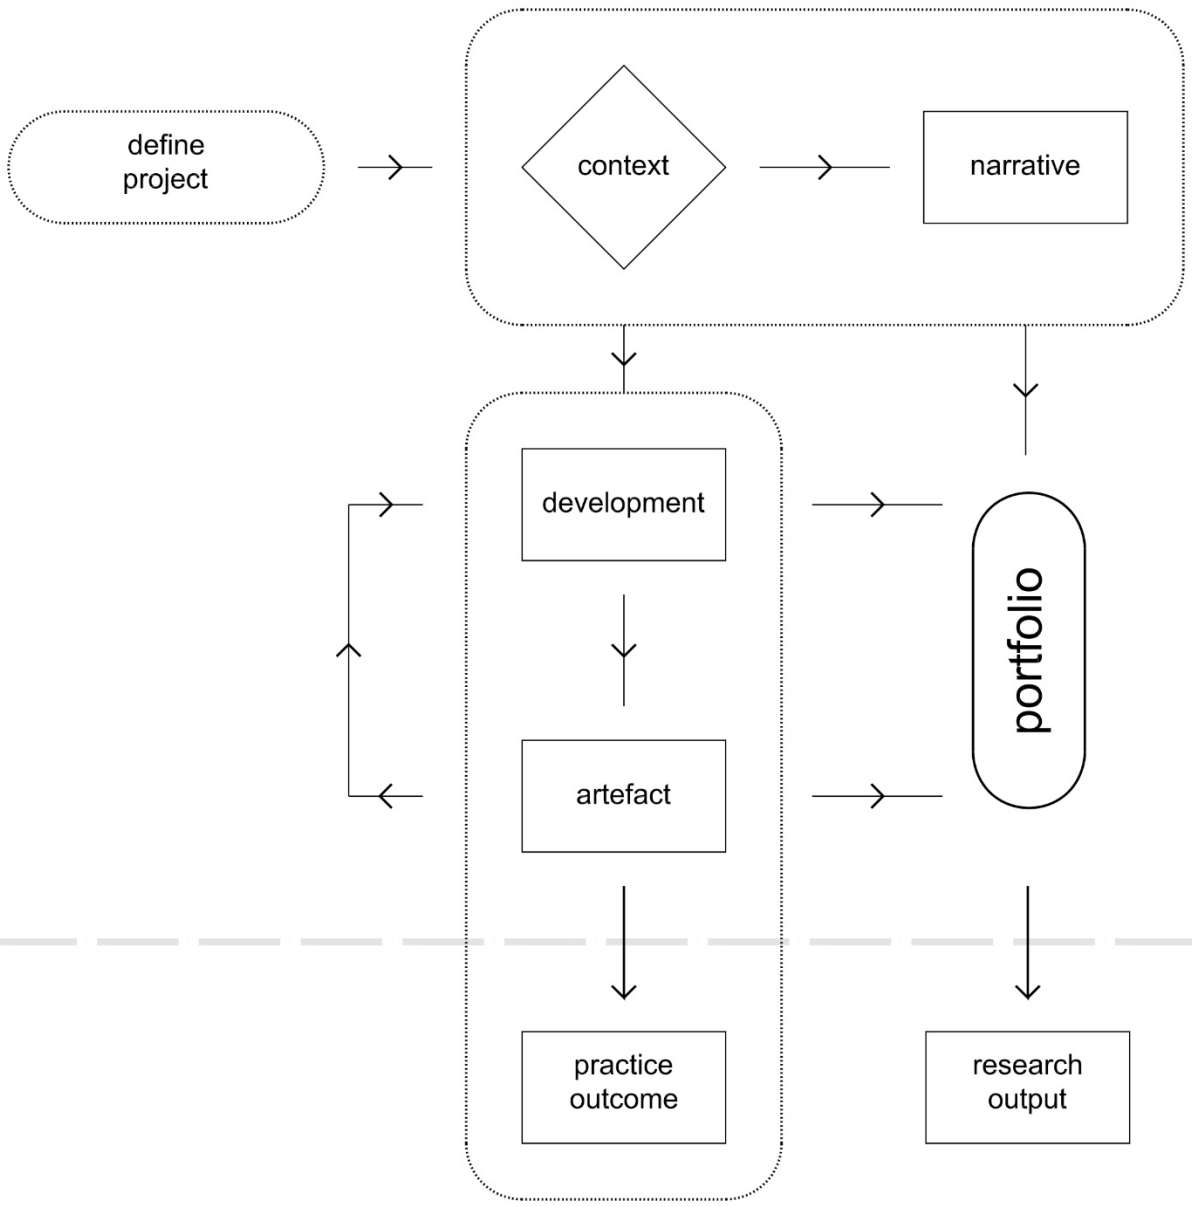 define
project
context
narrative
development
portfolio
artefact
practice
outcome
research
output